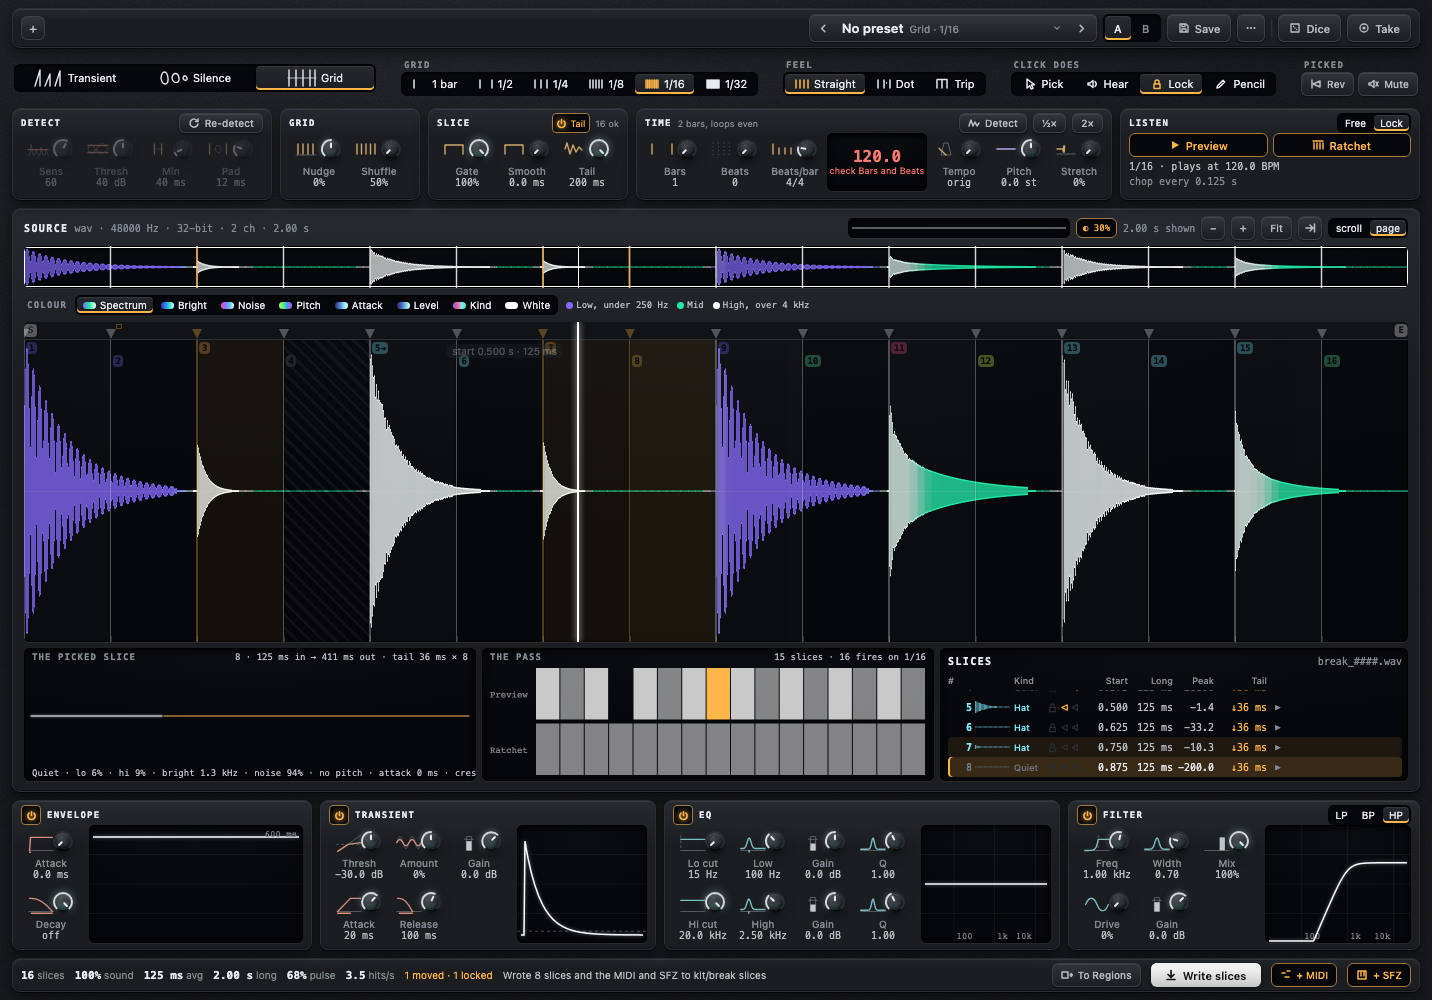 +
No preset Grid · 1/16
A B Save ··· Dice Take
GRID FEEL CLICK DOES PICKED
Transient Silence Grid
1 bar 1/2 1/4 1/8 1/16 1/32
Straight Dot Trip
Pick Hear Lock Pencil
Rev Mute
DETECT Re-detect
Sens Thresh Min Pad
60 40 dB 40 ms 12 ms
GRID
Nudge Shuffle
0% 50%
SLICE Tail 16 ok
Gate Smooth Tail
100% 0.0 ms 200 ms
TIME 2 bars, loops even Detect ½× 2×
Bars Beats Beats/bar
1 0 4/4
120.0
check Bars and Beats
Tempo Pitch Stretch
orig 0.0 st 0%
LISTEN Free Lock
Preview Ratchet
1/16 · plays at 120.0 BPM
chop every 0.125 s
SOURCE wav · 48000 Hz · 32-bit · 2 ch · 2.00 s
30% 2.00 s shown − + Fit scroll page
COLOUR Spectrum Bright Noise Pitch Attack Level Kind White Low, under 250 Hz Mid High, over 4 kHz
S E
1 2 3 4 5 6 8 9 10 11 12 13 14 15 16
start 0.500 s · 125 ms
THE PICKED SLICE 8 · 125 ms in → 411 ms out · tail 36 ms × 8
Quiet · lo 6% · hi 9% · bright 1.3 kHz · noise 94% · no pitch · attack 0 ms · cres
THE PASS 15 slices · 16 fires on 1/16
Preview
Ratchet
SLICES break_####.wav
# Kind Start Long Peak Tail
5 Hat 0.500 125 ms −1.4 ↓36 ms
6 Hat 0.625 125 ms −33.2 ↓36 ms
7 Hat 0.750 125 ms −10.3 ↓36 ms
8 Quiet 0.875 125 ms −200.0 ↓36 ms
ENVELOPE
600 ms
Attack
0.0 ms
Decay
off
TRANSIENT
Thresh Amount Gain
−30.0 dB 0% 0.0 dB
Attack Release
20 ms 100 ms
EQ
Lo cut Low Gain Q
15 Hz 100 Hz 0.0 dB 1.00
Hi cut High Gain Q
20.0 kHz 2.50 kHz 0.0 dB 1.00
100 1k 10k
FILTER LP BP HP
Freq Width Mix
1.00 kHz 0.70 100%
Drive Gain
0% 0.0 dB
100 1k 10k
16 slices 100% sound 125 ms avg 2.00 s long 68% pulse 3.5 hits/s 1 moved · 1 locked Wrote 8 slices and the MIDI and SFZ to kit/break slices
To Regions Write slices + MIDI + SFZ